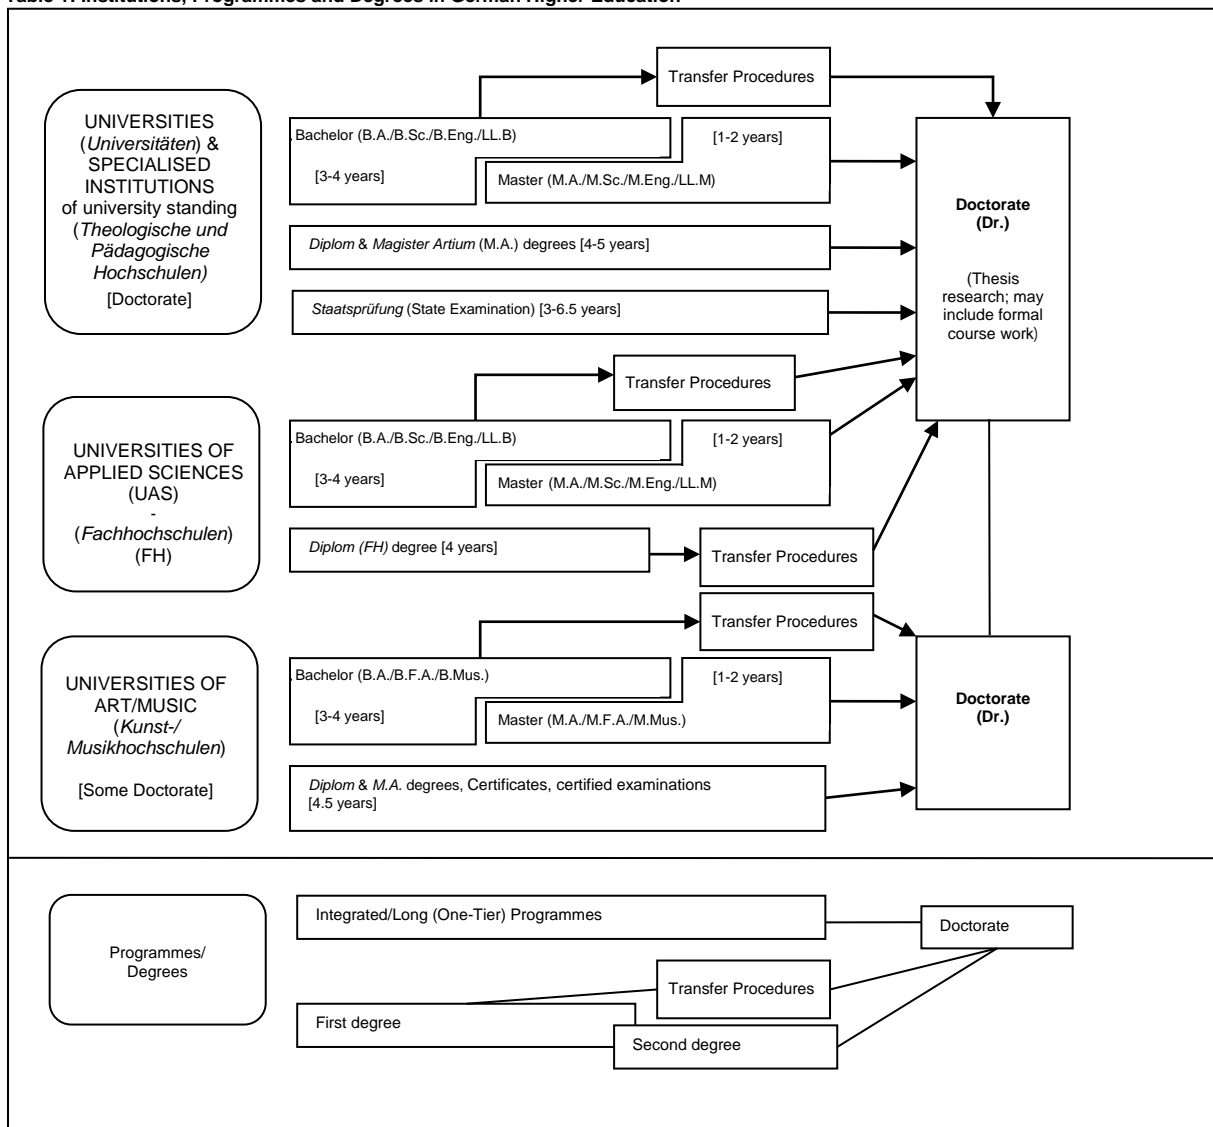 Table 1: Institutions, Programmes and Degrees in German Higher Education
Transfer Procedures
UNIVERSITIES
(Universitäten) &
SPECIALISED
INSTITUTIONS
of university standing
(Theologische und
Pädagogische
Hochschulen)
[Doctorate]
Bachelor (B.A./B.Sc./B.Eng./LL.B)
[3-4 years]
[1-2 years]
Master (M.A./M.Sc./M.Eng./LL.M)
Diplom & Magister Artium (M.A.) degrees [4-5 years]
Staatsprüfung (State Examination) [3-6.5 years]
Doctorate
(Dr.)
(Thesis
research; may
include formal
course work)
Transfer Procedures
UNIVERSITIES OF
APPLIED SCIENCES
(UAS)
-
(Fachhochschulen)
(FH)
Bachelor (B.A./B.Sc./B.Eng./LL.B)
[3-4 years]
[1-2 years]
Master (M.A./M.Sc./M.Eng./LL.M)
Diplom (FH) degree [4 years]
Transfer Procedures
Transfer Procedures
UNIVERSITIES OF
ART/MUSIC
(Kunst-/
Musikhochschulen)
[Some Doctorate]
Bachelor (B.A./B.F.A./B.Mus.)
[3-4 years]
[1-2 years]
Master (M.A./M.F.A./M.Mus.)
Diplom & M.A. degrees, Certificates, certified examinations
[4.5 years]
Doctorate
(Dr.)
Programmes/
Degrees
Integrated/Long (One-Tier) Programmes
Doctorate
Transfer Procedures
First degree
Second degree